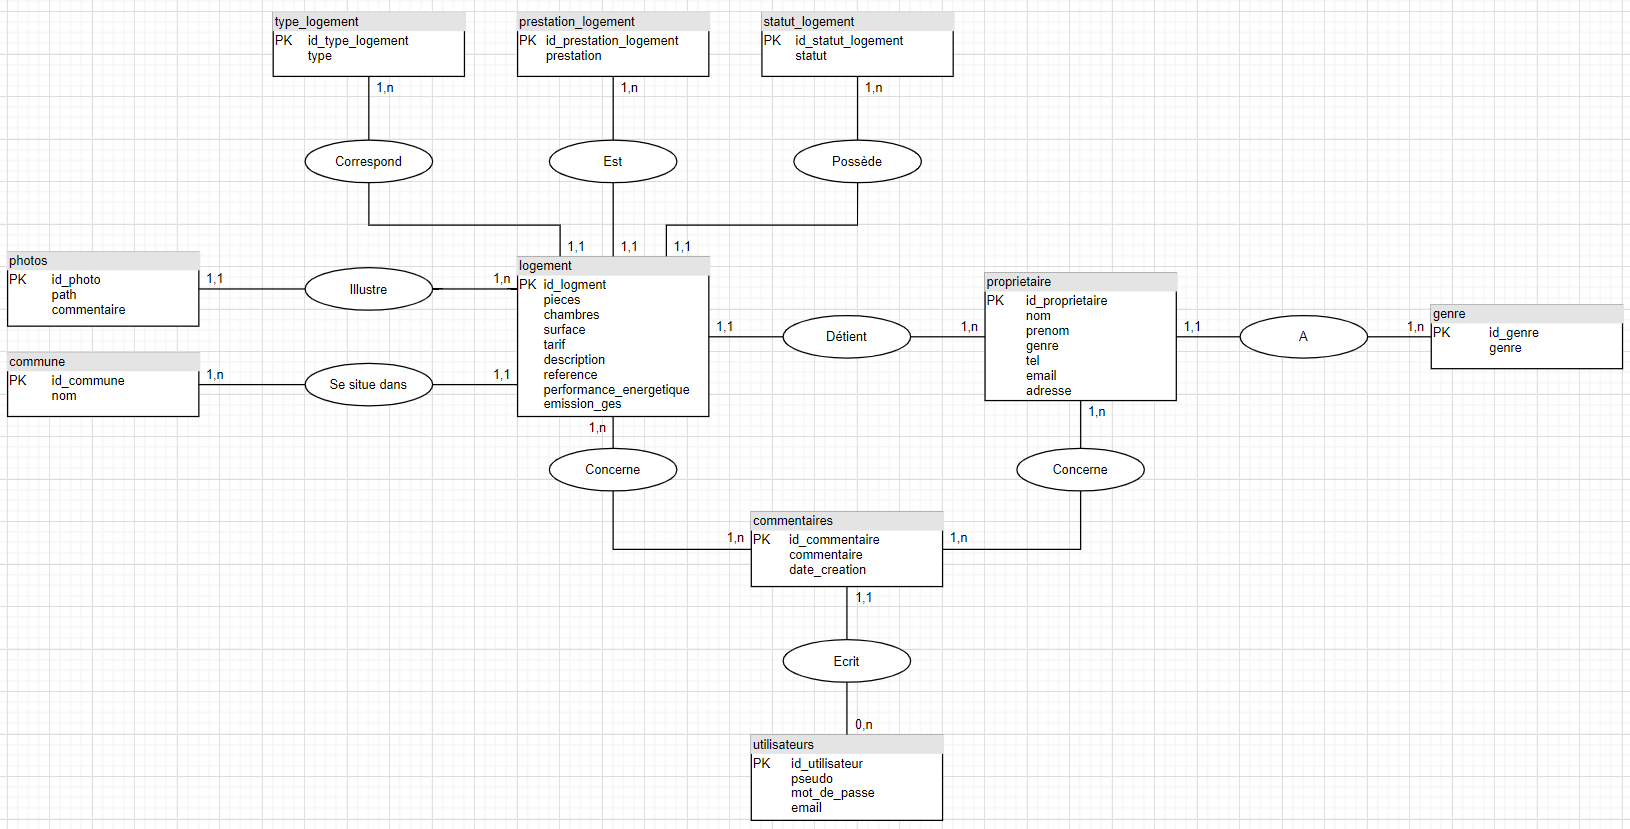 type_logement
PK id_type_logement
type
prestation_logement
PK id_prestation_logement
prestation
statut_logement
PK id_statut_logement
statut
1,n
1,n
1,n
Correspond
Est
Possède
1,1
1,1
1,1
photos
PK id_photo
path
commentaire
1,1
Illustre
1,n
commune
PK id_commune
nom
1,n
Se situe dans
1,1
logement
PK id_logment
pieces
chambres
surface
tarif
description
reference
performance_energetique
emission_ges
1,1
Détient
1,n
proprietaire
PK id_proprietaire
nom
prenom
genre
tel
email
adresse
1,1
A
1,n
genre
PK id_genre
genre
1,n
Concerne
1,n
1,n
Concerne
1,n
commentaires
PK id_commentaire
commentaire
date_creation
1,1
Ecrit
0,n
utilisateurs
PK id_utilisateur
pseudo
mot_de_passe
email